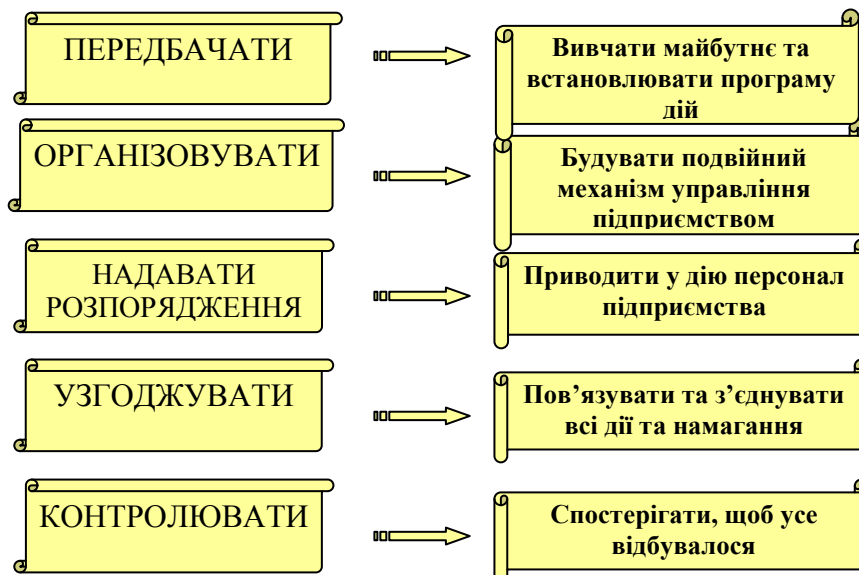 ПЕРЕДБАЧАТИ
Вивчати майбутнє та
встановлювати програму
дій
ОРГАНІЗОВУВАТИ
Будувати подвійний
механізм управління
підприємством
НАДАВАТИ
РОЗПОРЯДЖЕННЯ
Приводити у дію персонал
підприємства
УЗГОДЖУВАТИ
Пов’язувати та з’єднувати
всі дії та намагання
КОНТРОЛЮВАТИ
Спостерігати, щоб усе
відбувалося